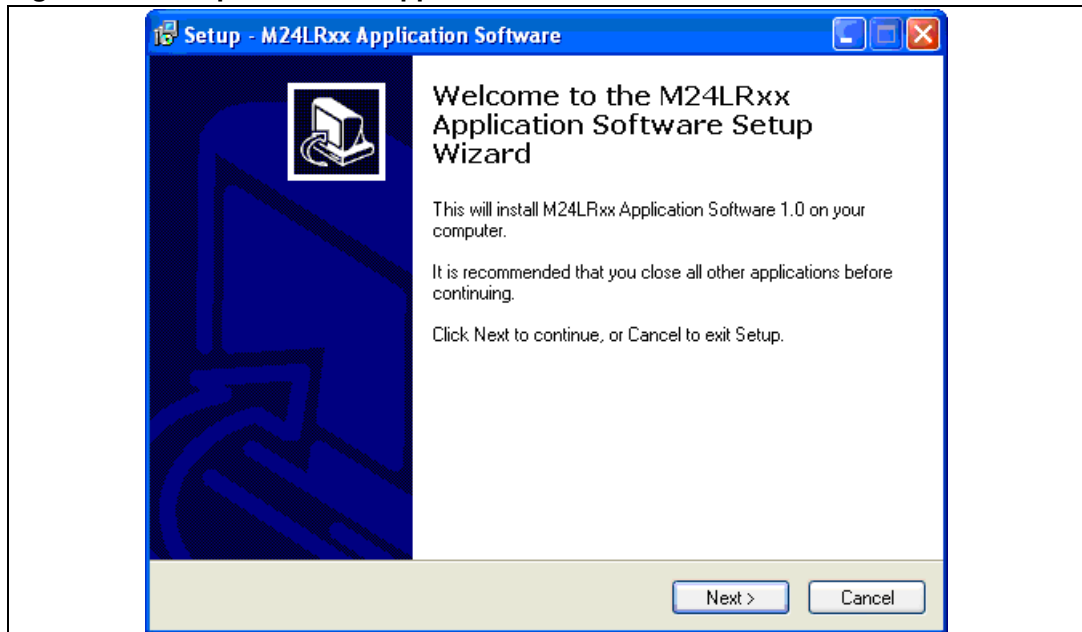 Setup - M24LRxx Application Software
Welcome to the M24LRxx
Application Software Setup
Wizard
This will install M24LRxx Application Software 1.0 on your
computer.
It is recommended that you close all other applications before
continuing.
Click Next to continue, or Cancel to exit Setup.
Next >
Cancel